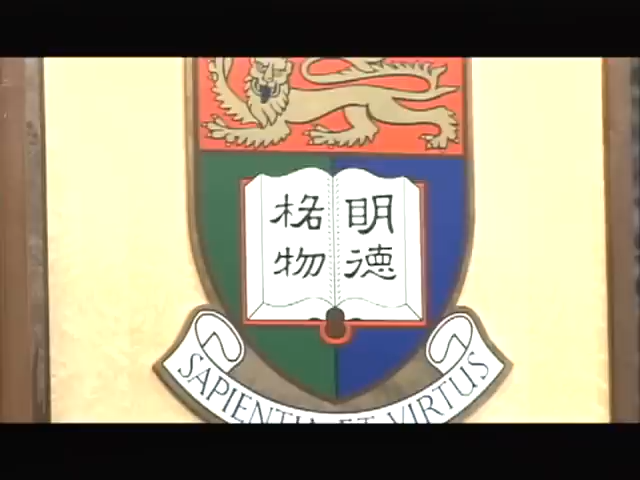 明德
格物
SAPIENTIA ET VIRTUS